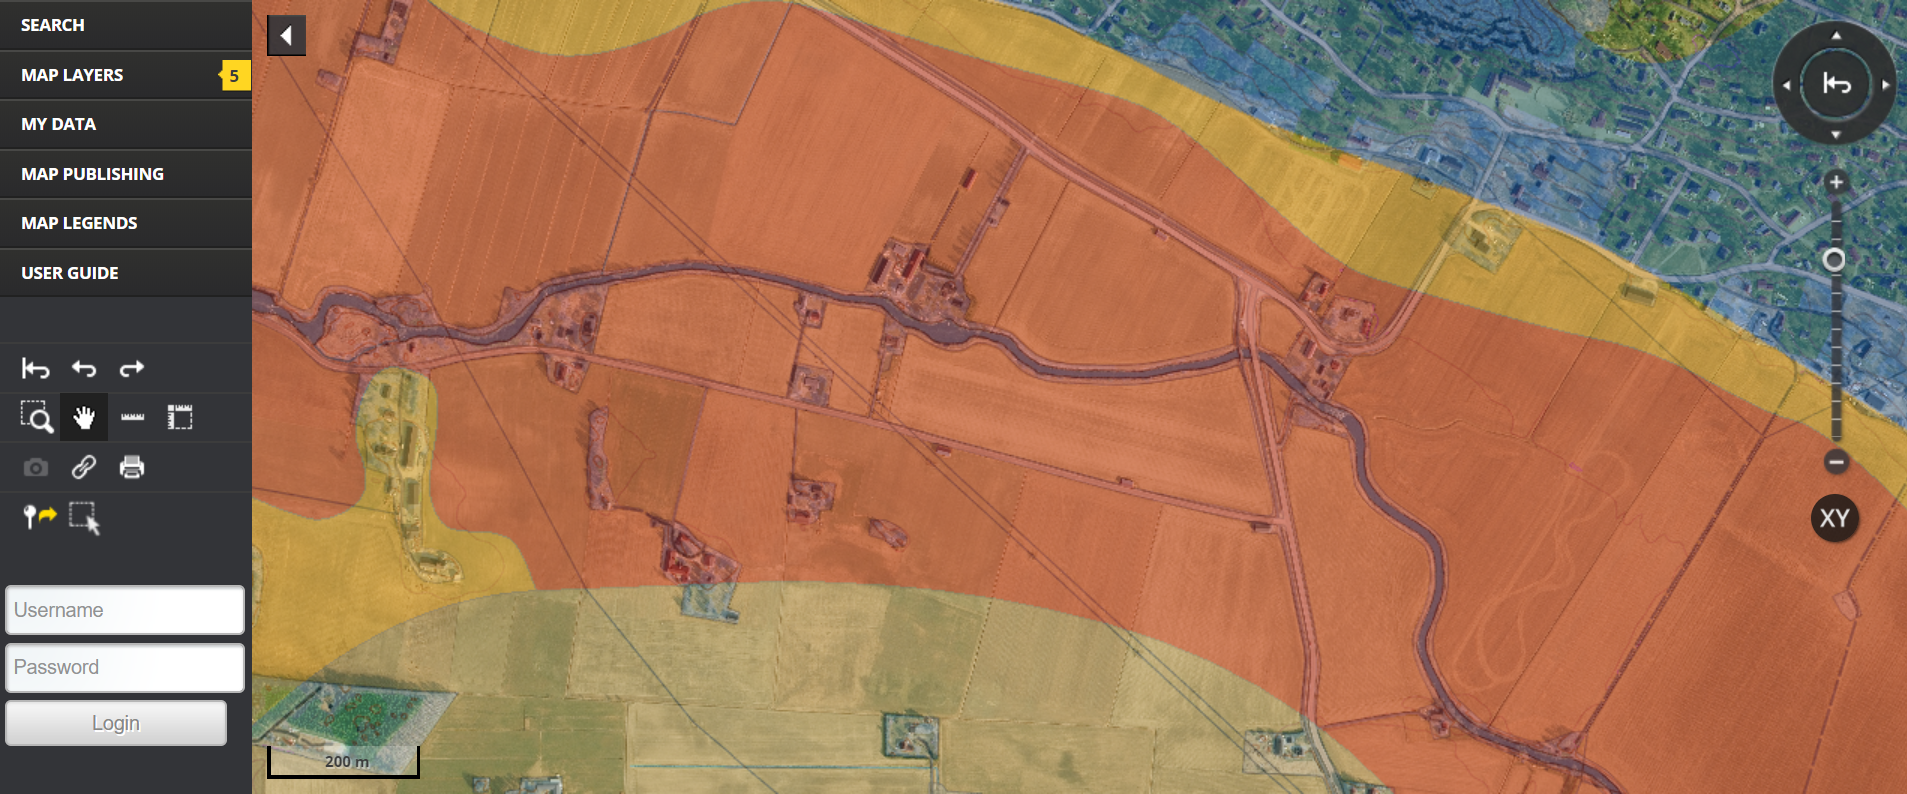 SEARCH
MAP LAYERS
5
MY DATA
MAP PUBLISHING
MAP LEGENDS
USER GUIDE
Username
Password
Login
200 m
XY